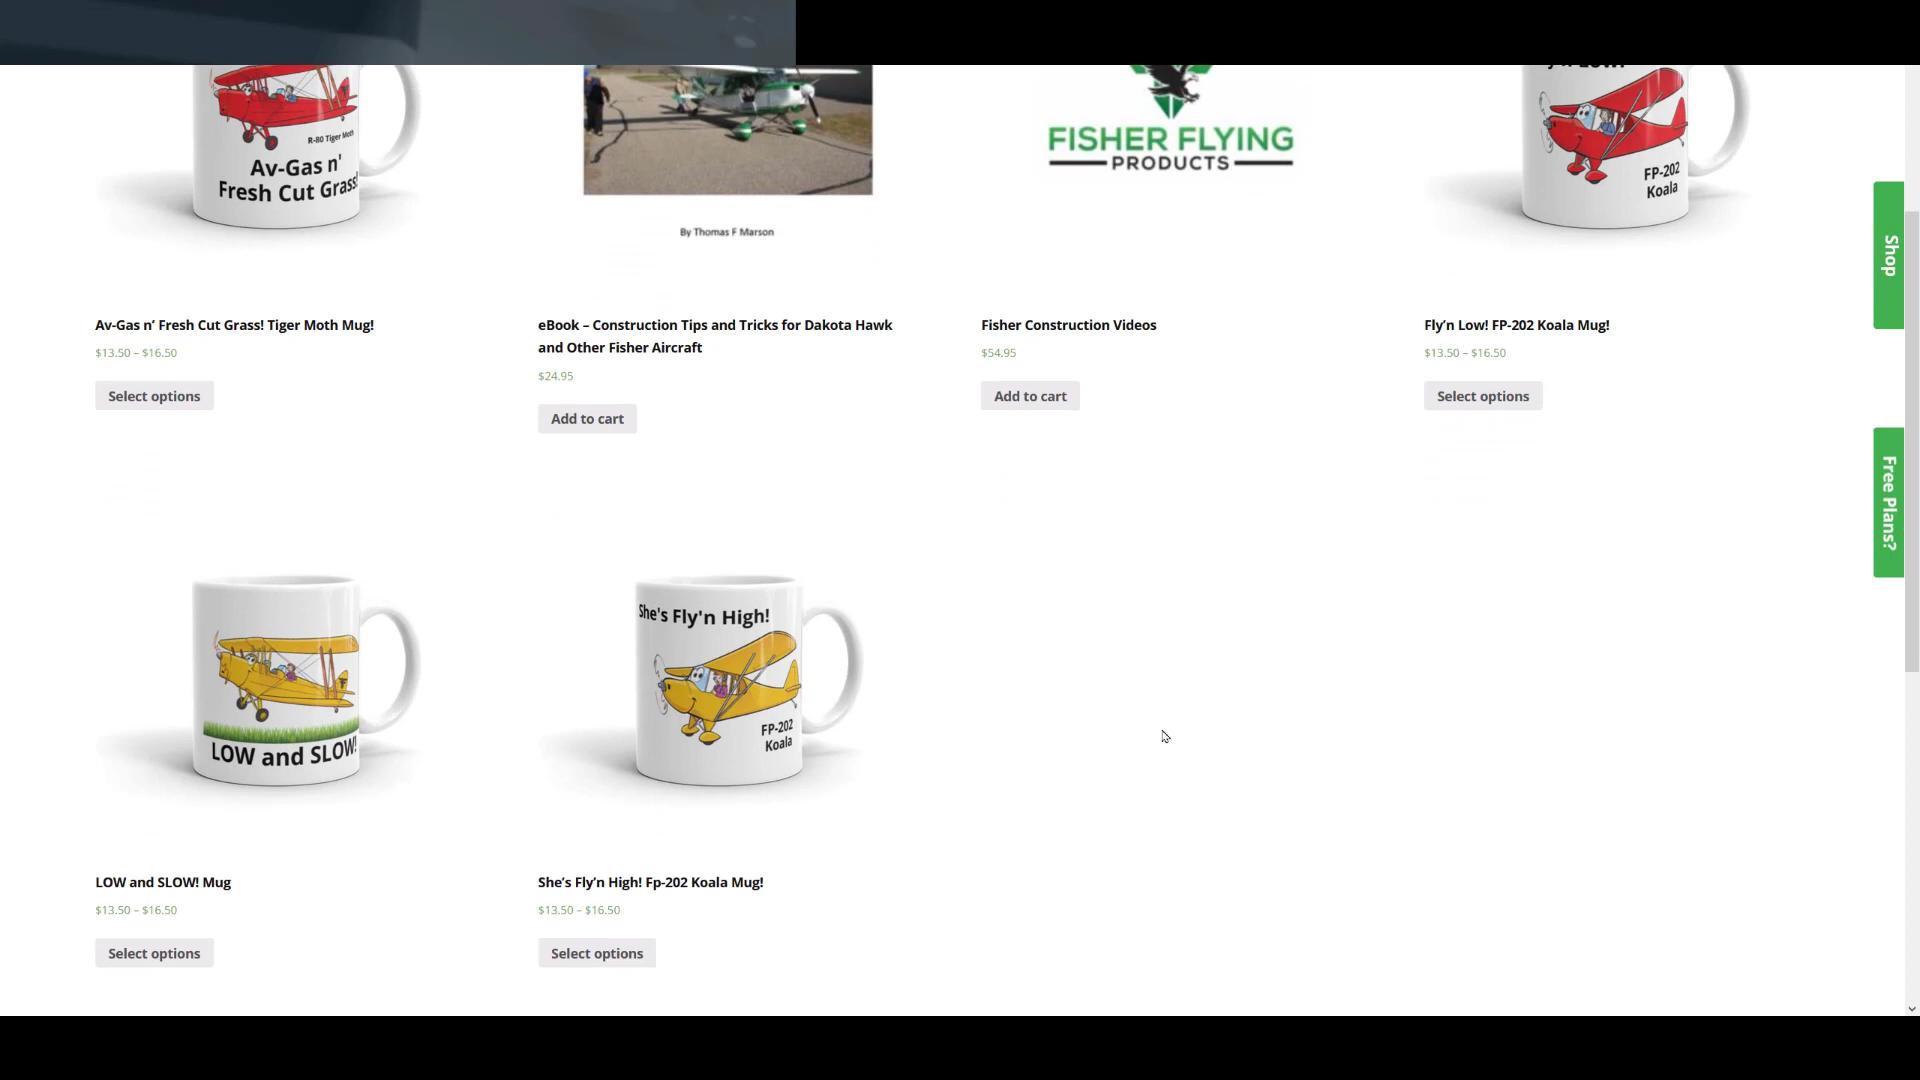 R-80 Tiger Moth
Av-Gas n'
Fresh Cut Grass!
By Thomas F Marson
FISHER FLYING
PRODUCTS
FP-202
Koala
Av-Gas n’ Fresh Cut Grass! Tiger Moth Mug!
$13.50 – $16.50
Select options
eBook – Construction Tips and Tricks for Dakota Hawk
and Other Fisher Aircraft
$24.95
Add to cart
Fisher Construction Videos
$54.95
Add to cart
Fly’n Low! FP-202 Koala Mug!
$13.50 – $16.50
Select options
Shop
Free Plans?
LOW and SLOW!
She's Fly'n High!
FP-202
Koala
LOW and SLOW! Mug
$13.50 – $16.50
Select options
She’s Fly’n High! Fp-202 Koala Mug!
$13.50 – $16.50
Select options